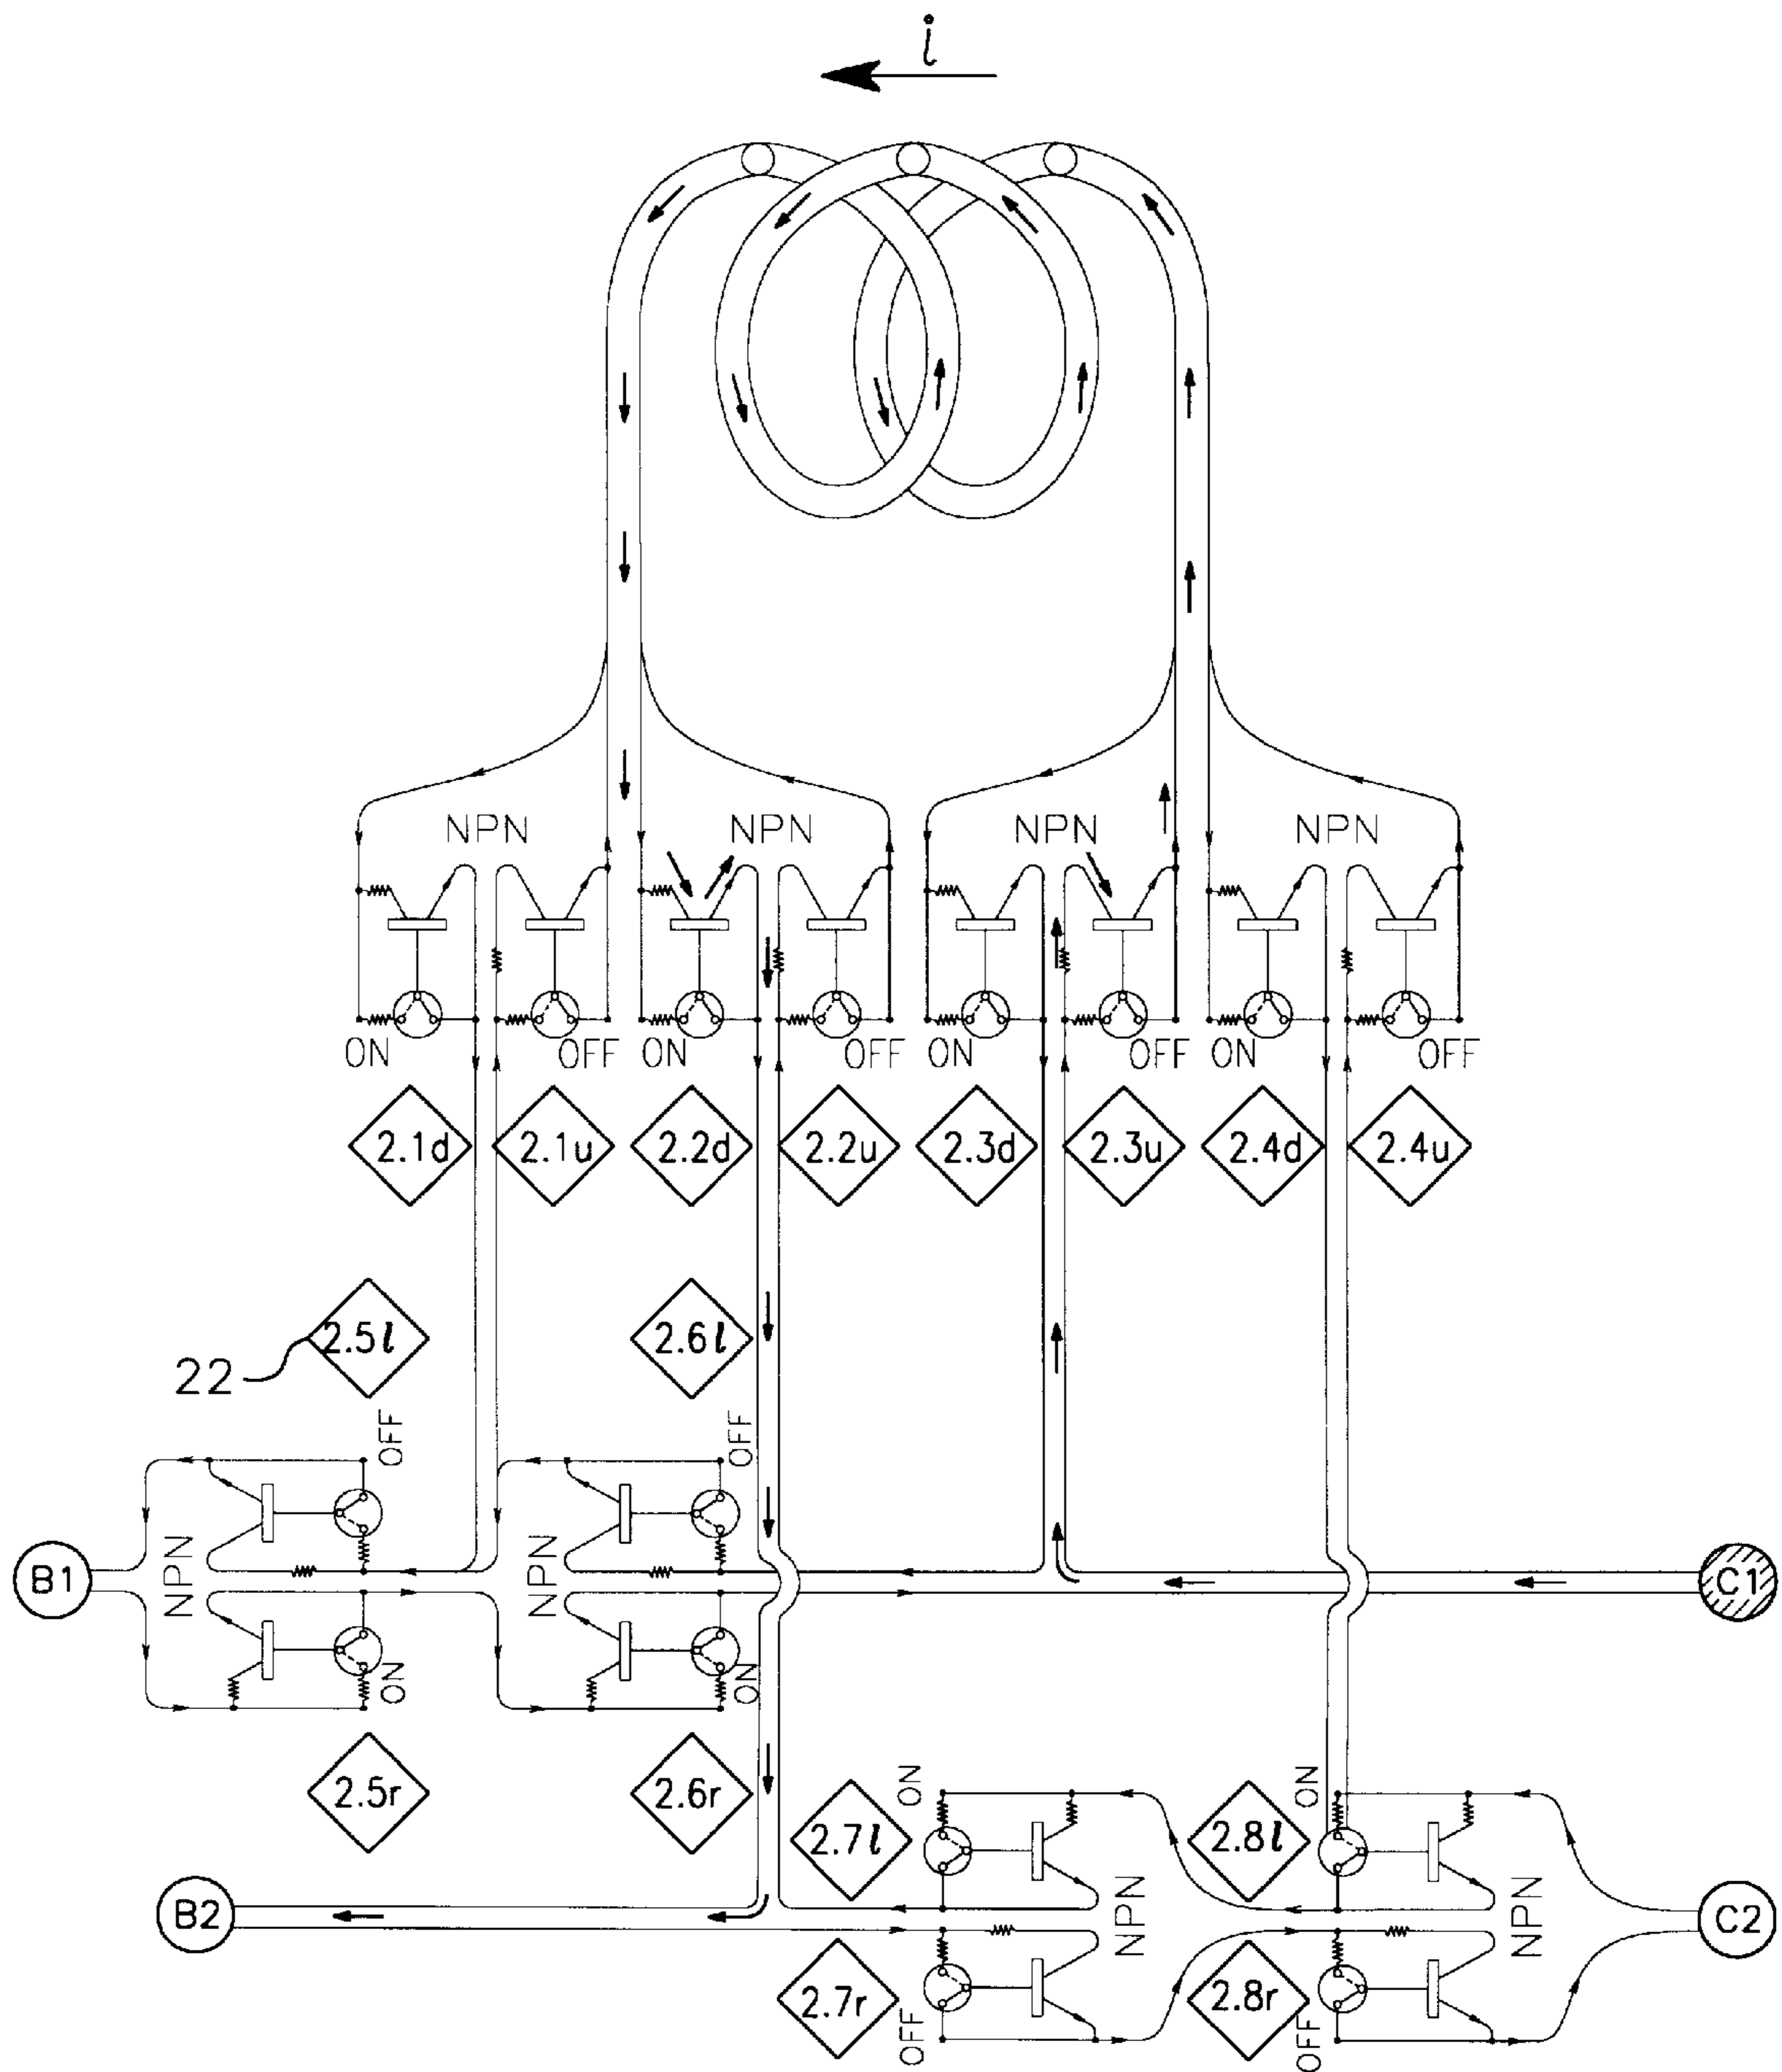 i
NPN NPN NPN NPN
ON OFF ON OFF ON OFF ON OFF
2.1d 2.1u 2.2d 2.2u 2.3d 2.3u 2.4d 2.4u
2.5l 2.6l
22
OFF OFF
B1 NPN NPN C1
ON ON
2.5r 2.6r
ON ON
2.7l 2.8l
B2 NPN NPN C2
2.7r 2.8r
OFF OFF